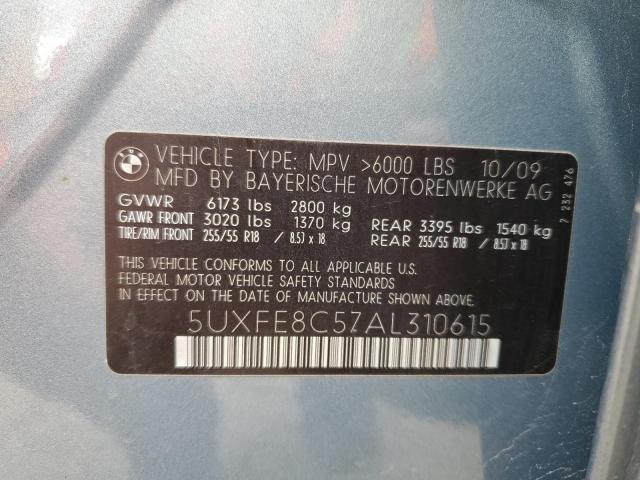 BMW
VEHICLE TYPE: MPV >6000 LBS 10/09
MFD BY BAYERISCHE MOTORENWERKE AG
GVWR 6173 lbs 2800 kg
GAWR FRONT 3020 lbs 1370 kg REAR 3395 lbs 1540 kg
TIRE/RIM FRONT 255/55 R18 / 8.5J x 18 REAR 255/55 R18 / 8.5J x 18
THIS VEHICLE CONFORMS TO ALL APPLICABLE U.S.
FEDERAL MOTOR VEHICLE SAFETY STANDARDS
IN EFFECT ON THE DATE OF MANUFACTURE SHOWN ABOVE.
5UXFE8C57AL310615
7 232 476